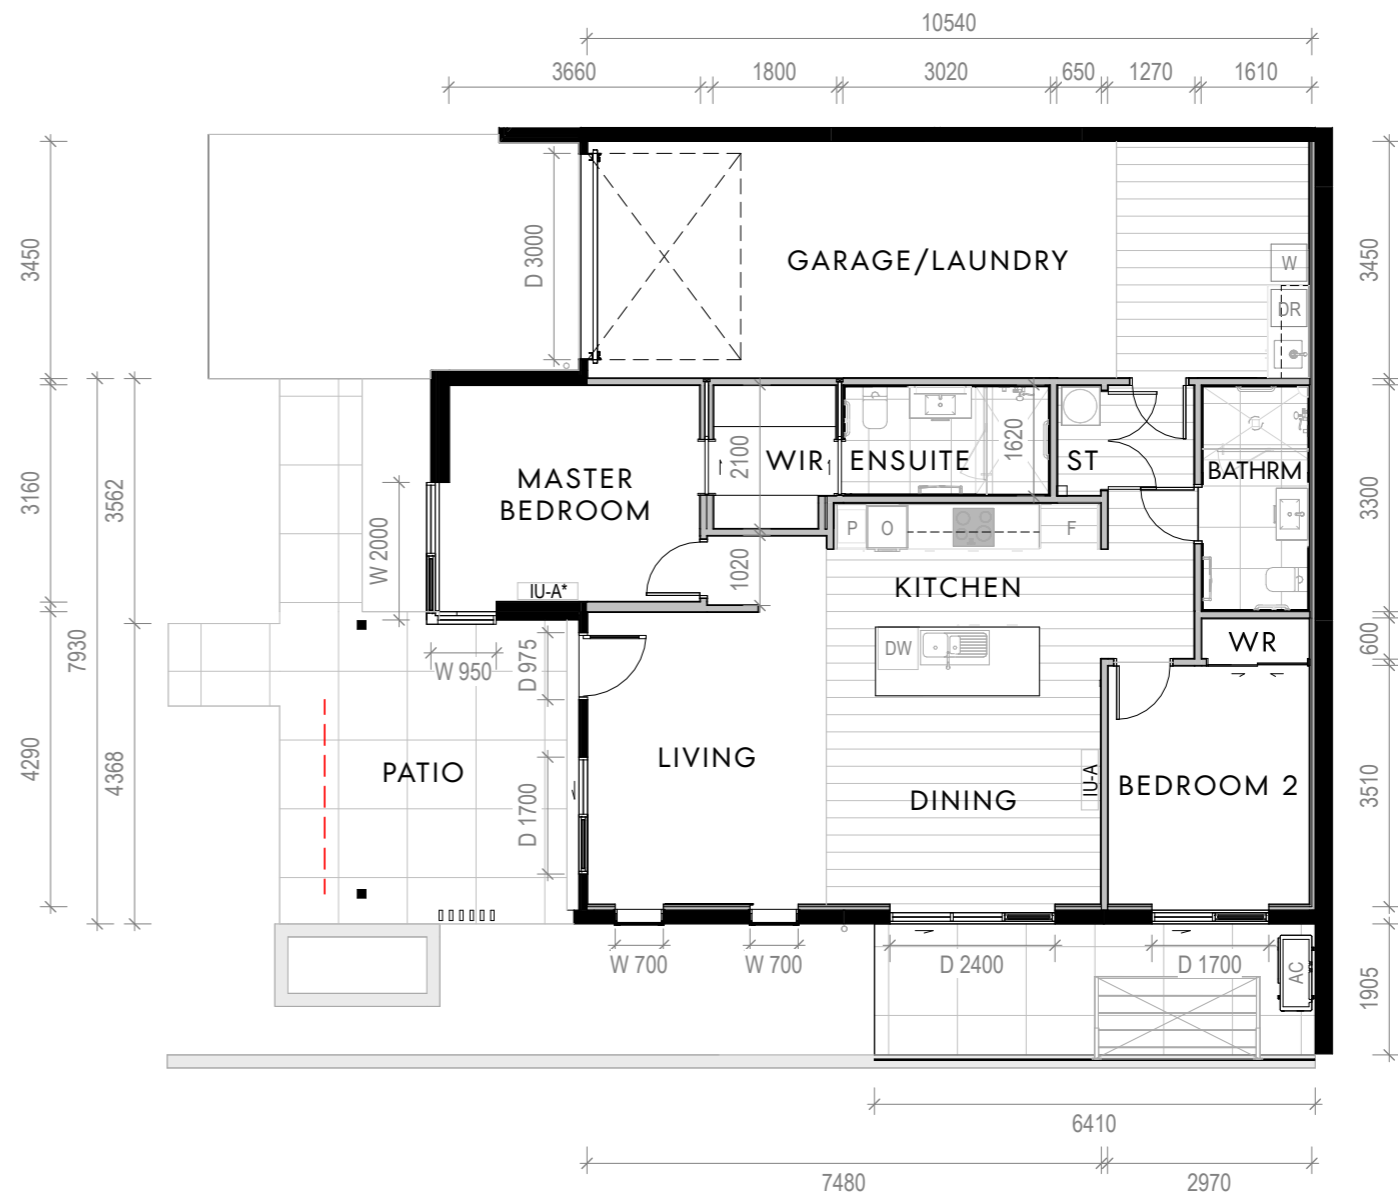 10540
3660 1800 3020 650 1270 1610
3450
D 3000
GARAGE/LAUNDRY
W
DR
3450
3160
3562
W 2000
MASTER
BEDROOM
2100
WIR
ENSUITE
1620
ST
BATHRM
3300
P
O
F
1020
IU-A*
KITCHEN
7930
W 950
D 975
DW
WR
600
4290
4368
PATIO
D 1700
LIVING
DINING
IU-A
BEDROOM 2
3510
W 700
W 700
D 2400
D 1700
AC
1905
6410
7480
2970